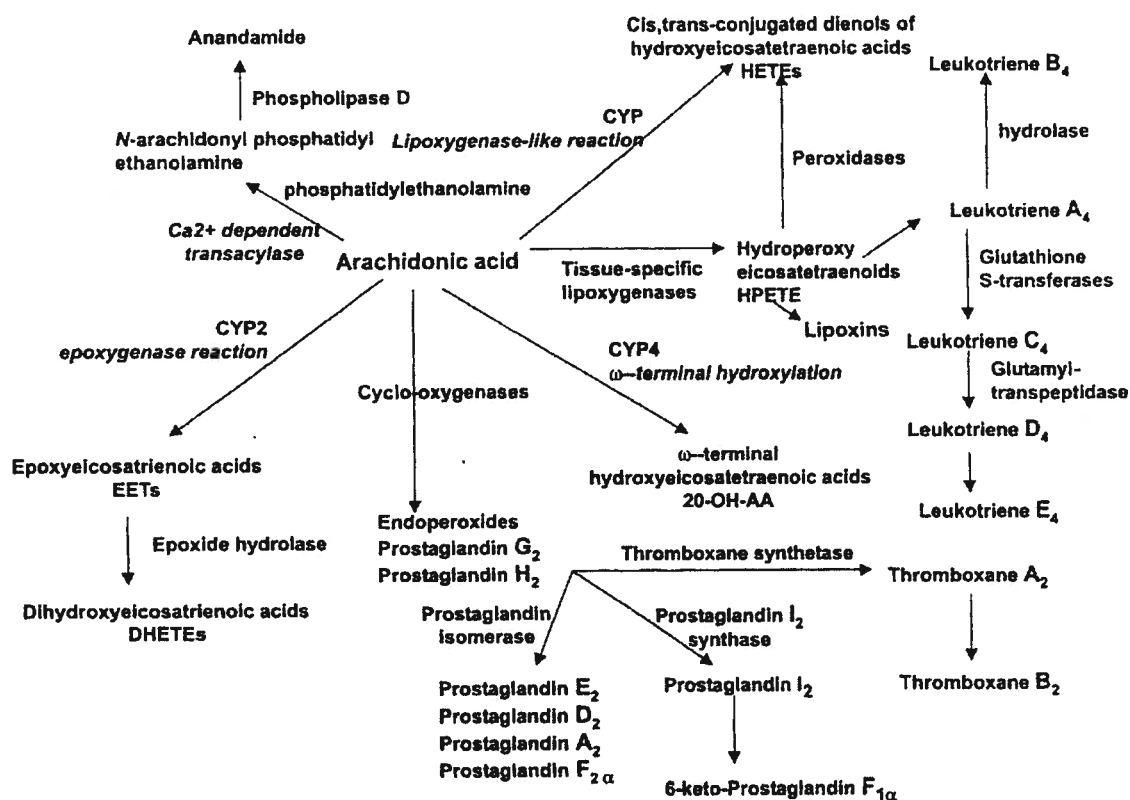 Anandamide
Phospholipase D
N-arachidonyl phosphatidyl
ethanolamine
phosphatidylethanolamine
Ca2+ dependent
transacylase
Arachidonic acid
Cis,trans-conjugated dienols of
hydroxyeicosatetraenoic acids
HETEs
CYP
Lipoxygenase-like reaction
Peroxidases
Leukotriene B4
hydrolase
Leukotriene A4
Tissue-specific
lipoxygenases
Hydroperoxy
eicosatetraenoids
HPETE
Lipoxins
Glutathione
S-transferases
Leukotriene C4
Glutamyl-
transpeptidase
Leukotriene D4
Leukotriene E4
CYP2
epoxygenase reaction
Epoxyeicosatrienoic acids
EETs
Epoxide hydrolase
Dihydroxyeicosatrienoic acids
DHETEs
Cyclo-oxygenases
CYP4
ω–terminal hydroxylation
ω–terminal
hydroxyeicosatetraenoic acids
20-OH-AA
Endoperoxides
Prostaglandin G2
Prostaglandin H2
Thromboxane synthetase
Thromboxane A2
Thromboxane B2
Prostaglandin
isomerase
Prostaglandin I2
synthase
Prostaglandin E2
Prostaglandin D2
Prostaglandin A2
Prostaglandin F2α
Prostaglandin I2
6-keto-Prostaglandin F1α